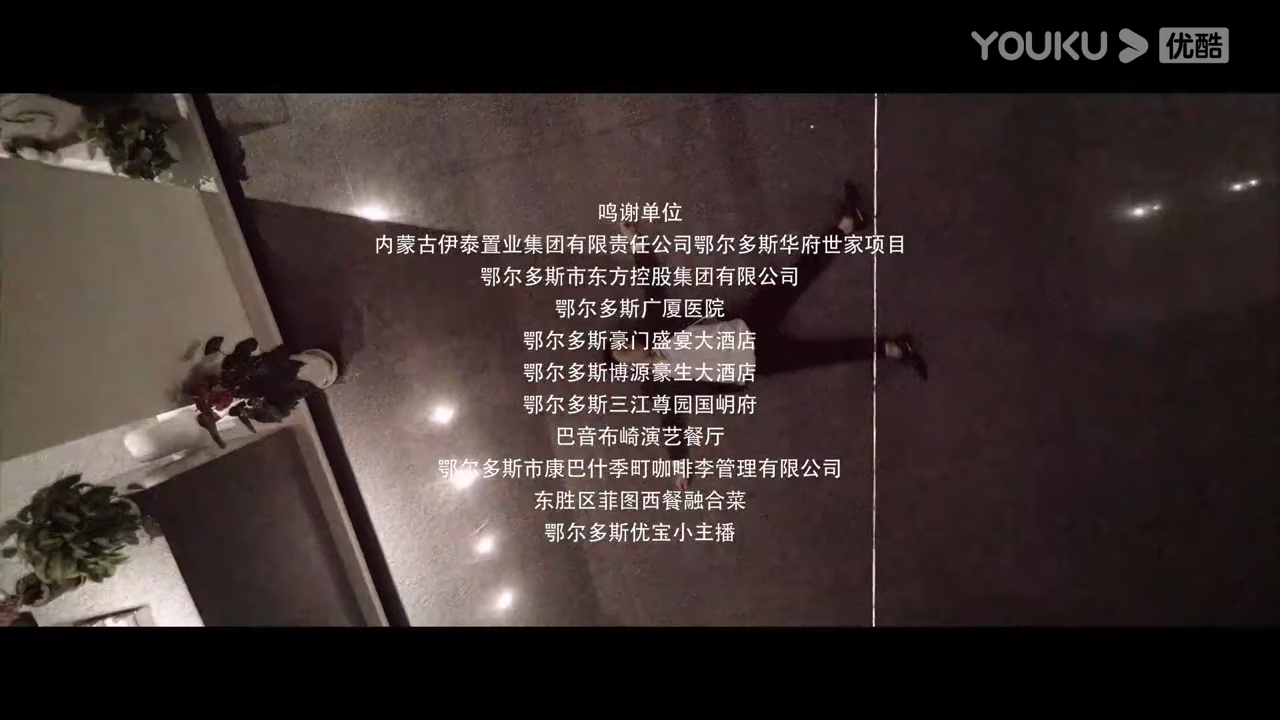 YOUKU 优酷
鸣谢单位
内蒙古伊泰置业集团有限责任公司鄂尔多斯华府世家项目
鄂尔多斯市东方控股集团有限公司
鄂尔多斯广厦医院
鄂尔多斯豪门盛宴大酒店
鄂尔多斯博源豪生大酒店
鄂尔多斯三江尊园国岄府
巴音布崎演艺餐厅
鄂尔多斯市康巴什季町咖啡李管理有限公司
东胜区菲图西餐融合菜
鄂尔多斯优宝小主播